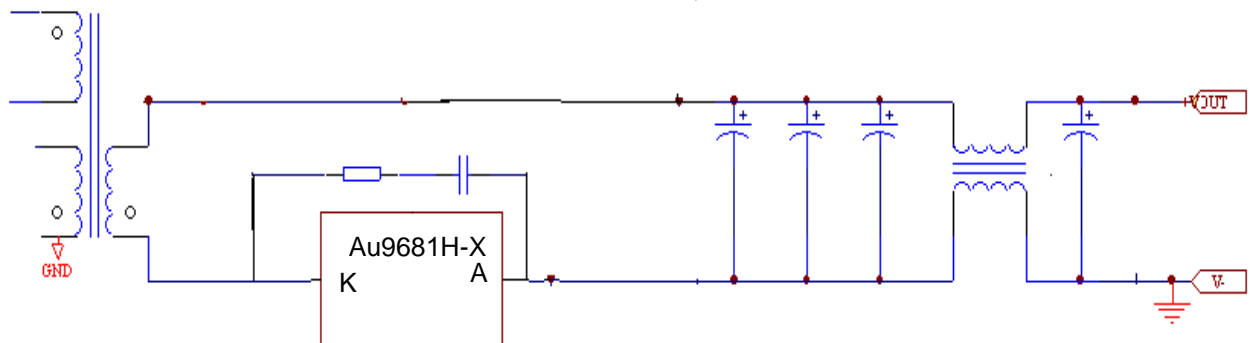 +VOUT
Au9681H-X
K A
GND
V-